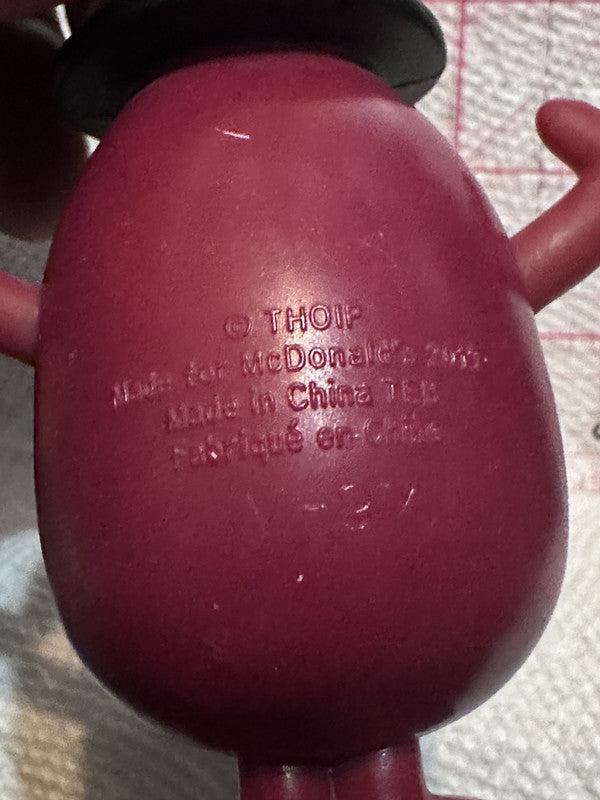 © THOIP
Made for McDonald's
Made in China
Fabriqué en Chine